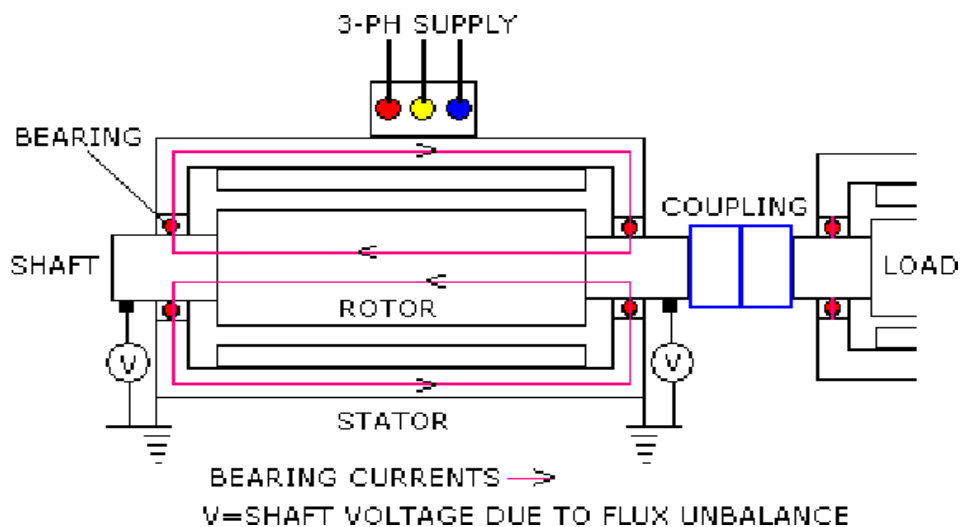 3-PH SUPPLY
BEARING
COUPLING
SHAFT
LOAD
ROTOR
V
V
STATOR
BEARING CURRENTS
V=SHAFT VOLTAGE DUE TO FLUX UNBALANCE